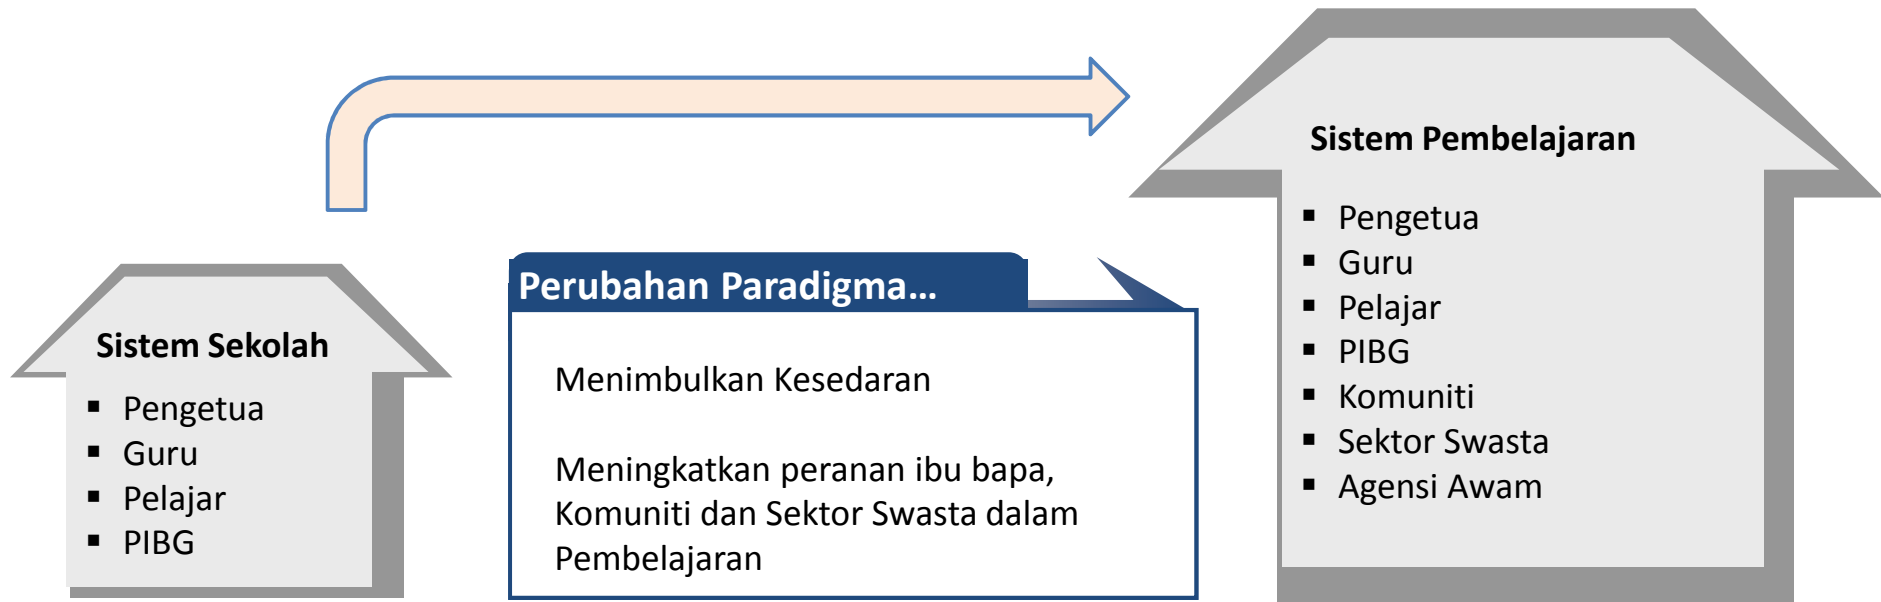 Sistem Sekolah
▪ Pengetua
▪ Guru
▪ Pelajar
▪ PIBG
Perubahan Paradigma…
Menimbulkan Kesedaran
Meningkatkan peranan ibu bapa,
Komuniti dan Sektor Swasta dalam
Pembelajaran
Sistem Pembelajaran
▪ Pengetua
▪ Guru
▪ Pelajar
▪ PIBG
▪ Komuniti
▪ Sektor Swasta
▪ Agensi Awam